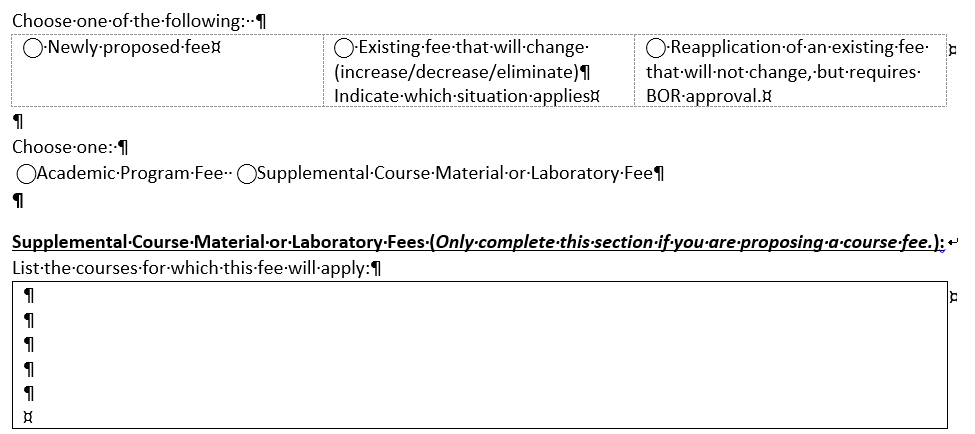 Choose one of the following:
Newly proposed fee
Existing fee that will change
(increase/decrease/eliminate)
Indicate which situation applies
Reapplication of an existing fee
that will not change, but requires
BOR approval.
Choose one:
Academic Program Fee Supplemental Course Material or Laboratory Fee
Supplemental Course Material or Laboratory Fees (Only complete this section if you are proposing a course fee.):
List the courses for which this fee will apply: